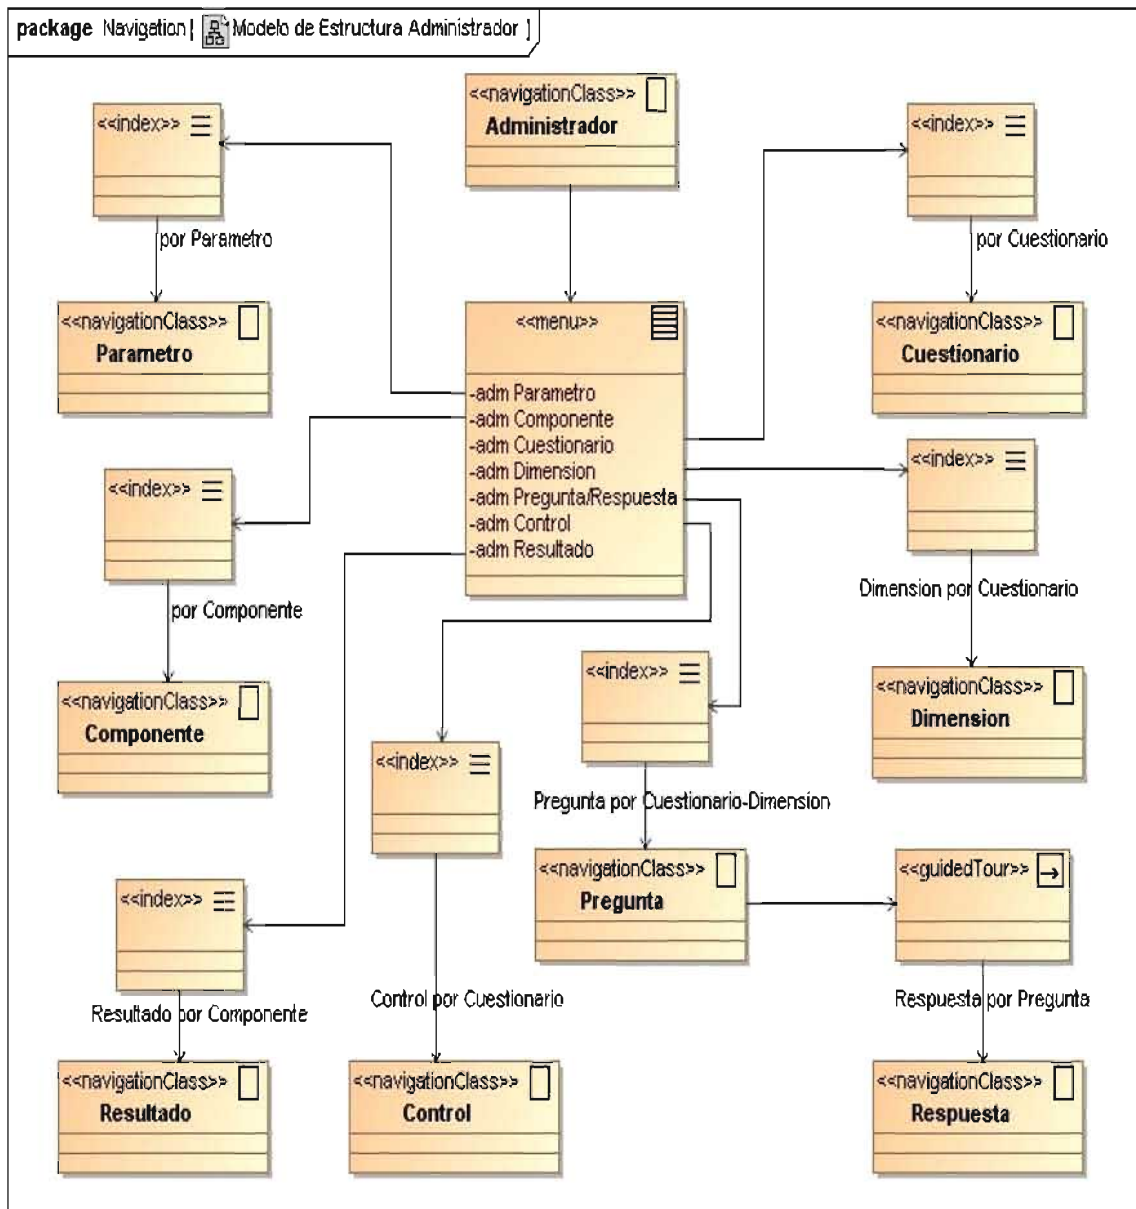 package Navigation [ Modelo de Estructura Administrador ]
<<navigationClass>>
Administrador
<<index>>
por Parametro
<<navigationClass>>
Parametro
<<index>>
por Cuestionario
<<navigationClass>>
Cuestionario
<<menu>>
-adm Parametro
-adm Componente
-adm Cuestionario
-adm Dimension
-adm Pregunta/Respuesta
-adm Control
-adm Resultado
<<index>>
por Componente
<<navigationClass>>
Componente
<<index>>
Dimension por Cuestionario
<<navigationClass>>
Dimension
<<index>>
Pregunta por Cuestionario-Dimension
<<navigationClass>>
Pregunta
<<guidedTour>>
Respuesta por Pregunta
<<navigationClass>>
Respuesta
<<index>>
Control por Cuestionario
<<navigationClass>>
Control
<<index>>
Resultado por Componente
<<navigationClass>>
Resultado